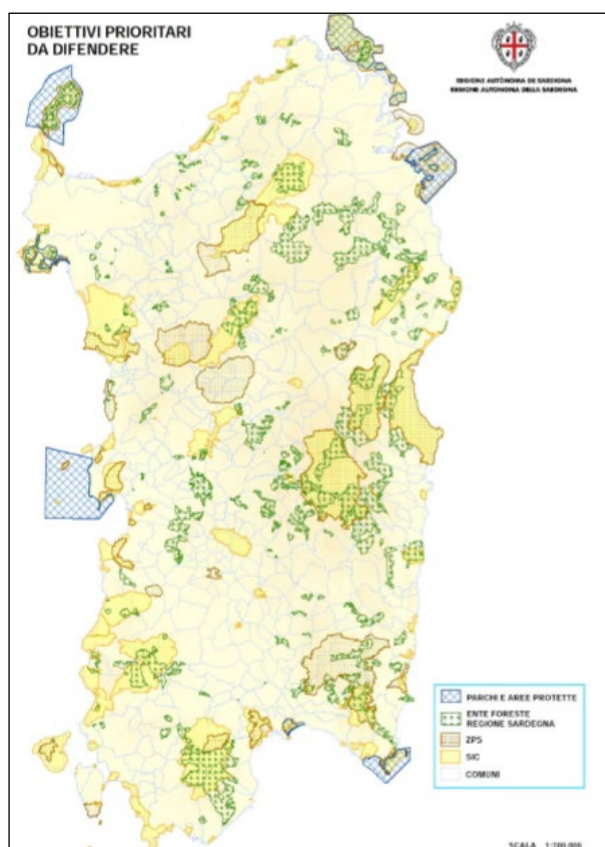 OBIETTIVI PRIORITARI
DA DIFENDERE
REGIONE AUTÒNOMA DE SARDIGNA
REGIONE AUTONOMA DELLA SARDEGNA
PARCHI E AREE PROTETTE
ENTE FORESTE
REGIONE SARDEGNA
ZPS
SIC
COMUNI
SCALA